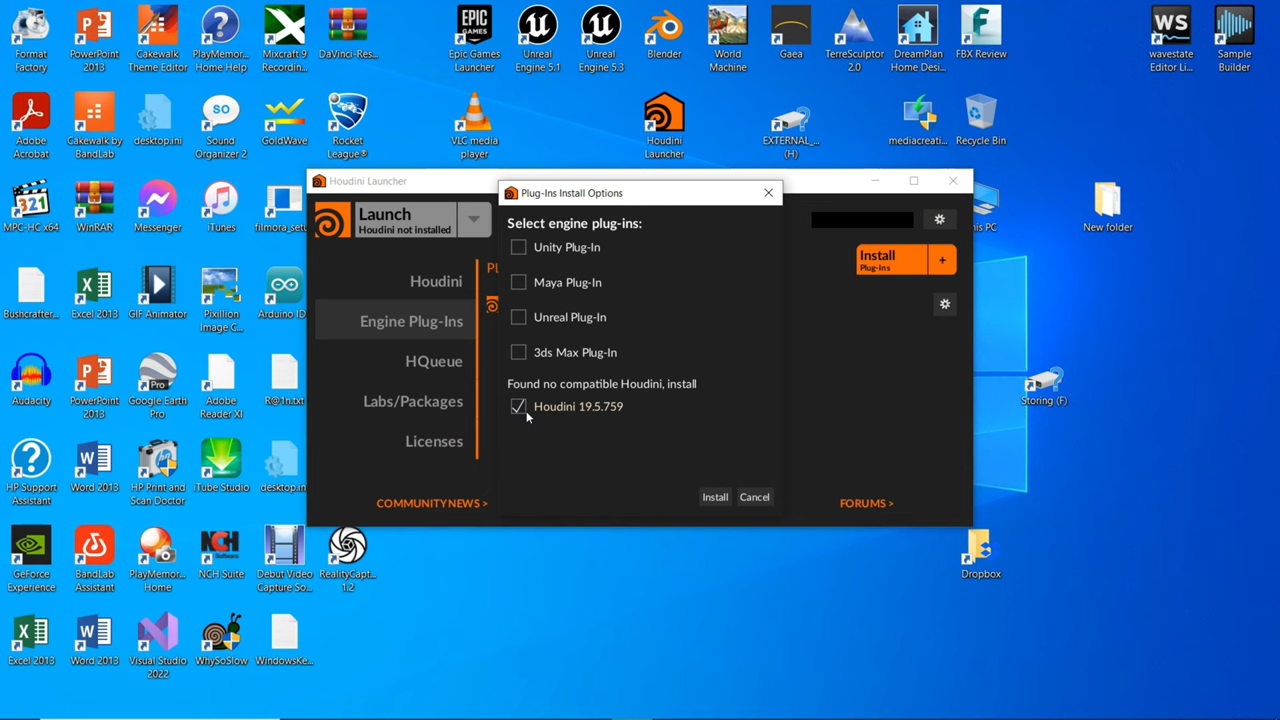 Format
Factory
PowerPoint
2013
Cakewalk
Theme Editor
PlayMemor...
Home Help
Mixcraft 9
Recordin...
DaVinci-Res...
EPIC
GAMES
Epic Games
Launcher
Unreal
Engine 5.1
Unreal
Engine 5.3
Blender
World
Machine
Gaea
TerreSculptor
2.0
DreamPlan
Home Desi...
FBX Review
WS
wavestate
Editor Li...
Sample
Builder
Adobe
Acrobat
Cakewalk by
BandLab
desktop.ini
SO
Sound
Organizer 2
GoldWave
Rocket
League®
VLC media
player
Houdini
Launcher
EXTERNAL_...
(H)
mediacreati...
Recycle Bin
321
MPC-HC x64
WinRAR
Messenger
iTunes
filmora_setu
Houdini Launcher
Plug-Ins Install Options
Launch
Houdini not installed
Select engine plug-ins:
Unity Plug-In
Maya Plug-In
Unreal Plug-In
3ds Max Plug-In
Found no compatible Houdini, install
Houdini 19.5.759
Install
Cancel
Install
Plug-Ins
+
PL
Houdini
Engine Plug-Ins
HQueue
Labs/Packages
Licenses
COMMUNITY NEWS >
FORUMS >
his PC
New folder
Bushcrafter...
Excel 2013
GIF Animator
Pixillion
Image C...
Arduino ID
Storing (F)
Audacity
PowerPoint
2013
Pro
Google Earth
Pro
Adobe
Reader XI
R@1n.txt
HP Support
Assistant
Word 2013
HP Print and
Scan Doctor
iTube Studio
desktop.in
GeForce
Experience
BandLab
Assistant
PlayMemor...
Home
NCH
Software
NCH Suite
Debut Video
Capture So...
RealityCapt...
1.2
Dropbox
Excel 2013
Word 2013
Visual Studio
2022
WhySoSlow
WindowsKe...